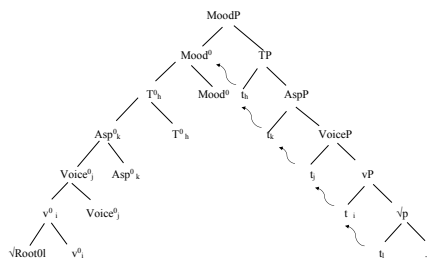 MoodP
Mood⁰ TP
T⁰h Mood⁰ th AspP
Asp⁰k T⁰h tk VoiceP
Voice⁰j Asp⁰k tj vP
v⁰i Voice⁰j t i √p
√Root0l v⁰i tl